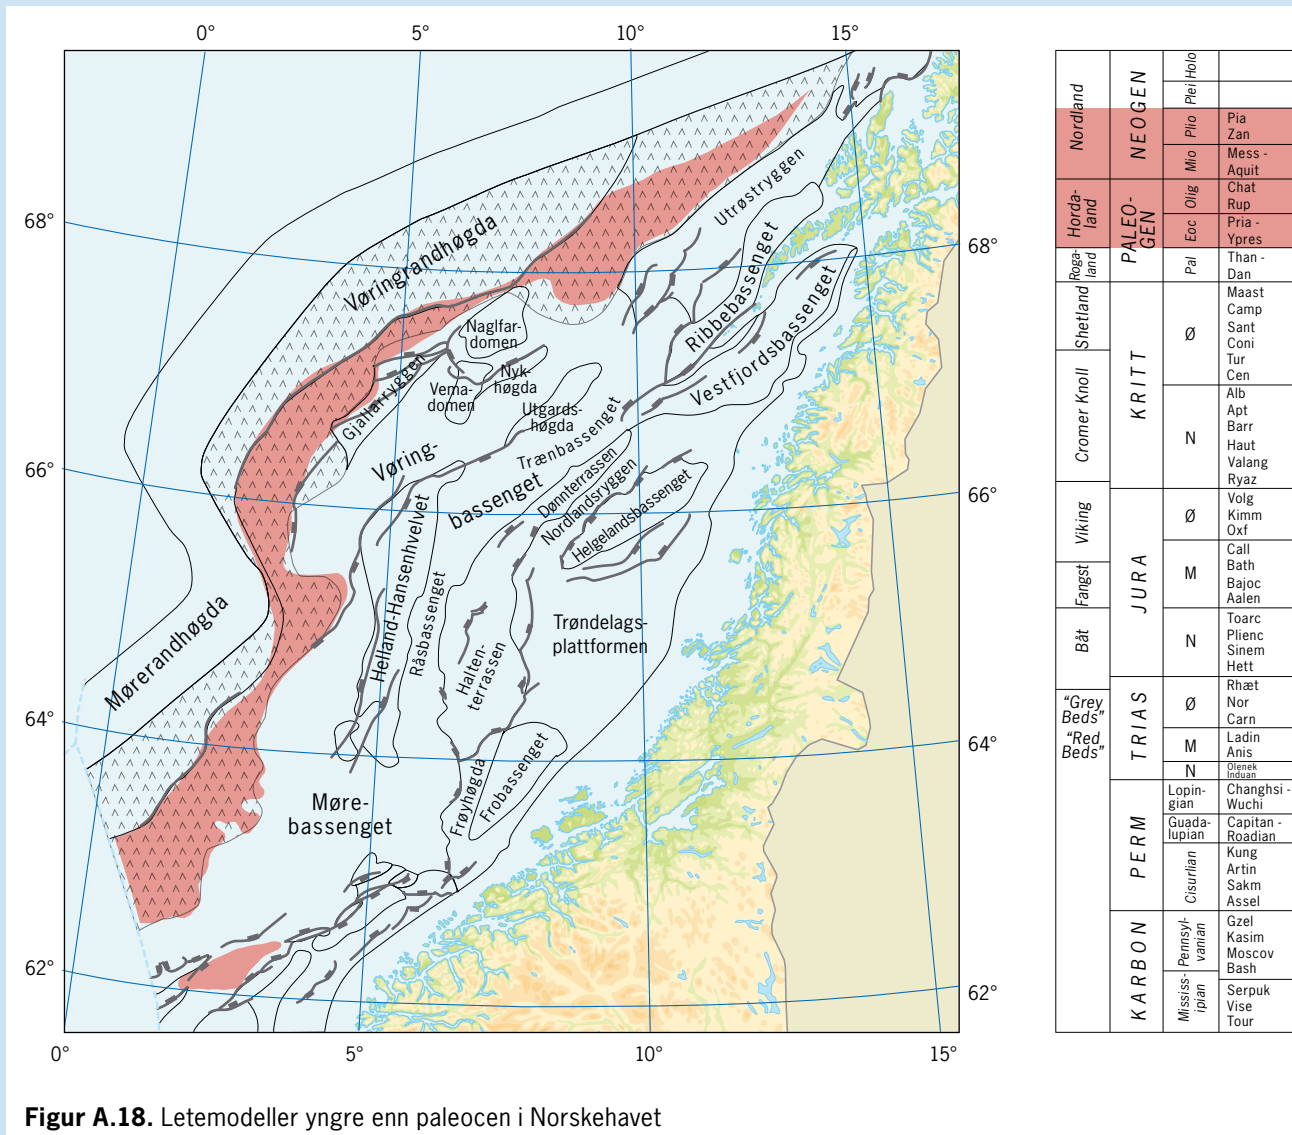 0°
5°
10°
15°
68°
66°
64°
62°
68°
66°
64°
62°
0°
5°
10°
15°
Vøringrandhøgda
Utrøstryggen
Ribbebassenget
Vestfjordsbassenget
Naglfar-
domen
Nyk-
høgda
Vema-
domen
Gjallarryggen
Utgards-
høgda
Trænbassenget
Vøring-
bassenget
Dønnterrassen
Nordlandsryggen
Helgelandsbassenget
Helland-Hansenhvelvet
Råsbassenget
Halten-
terrassen
Trøndelags-
plattformen
Mørerandhøgda
Møre-
bassenget
Frøyhøgda
Frobassenget
Nordland
Horda-
land
Roga-
land
Shetland
Cromer Knoll
Viking
Fangst
Båt
"Grey
Beds"
"Red
Beds"
NEOGEN
PALEO-
GEN
KRITT
JURA
TRIAS
PERM
KARBON
Holo
Plei
Plio
Mio
Olig
Eoc
Pal
Ø
N
Ø
M
N
Ø
M
N
Lopin-
gian
Guada-
lupian
Cisurlian
Pennsyl-
vanian
Mississ-
ipian
Pia
Zan
Mess -
Aquit
Chat
Rup
Pria -
Ypres
Than -
Dan
Maast
Camp
Sant
Coni
Tur
Cen
Alb
Apt
Barr
Haut
Valang
Ryaz
Volg
Kimm
Oxf
Call
Bath
Bajoc
Aalen
Toarc
Plienc
Sinem
Hett
Rhæt
Nor
Carn
Ladin
Anis
Olenek
Induan
Changhsi -
Wuchi
Capitan -
Roadian
Kung
Artin
Sakm
Assel
Gzel
Kasim
Moscov
Bash
Serpuk
Vise
Tour
Figur A.18. Letemodeller yngre enn paleocen i Norskehavet